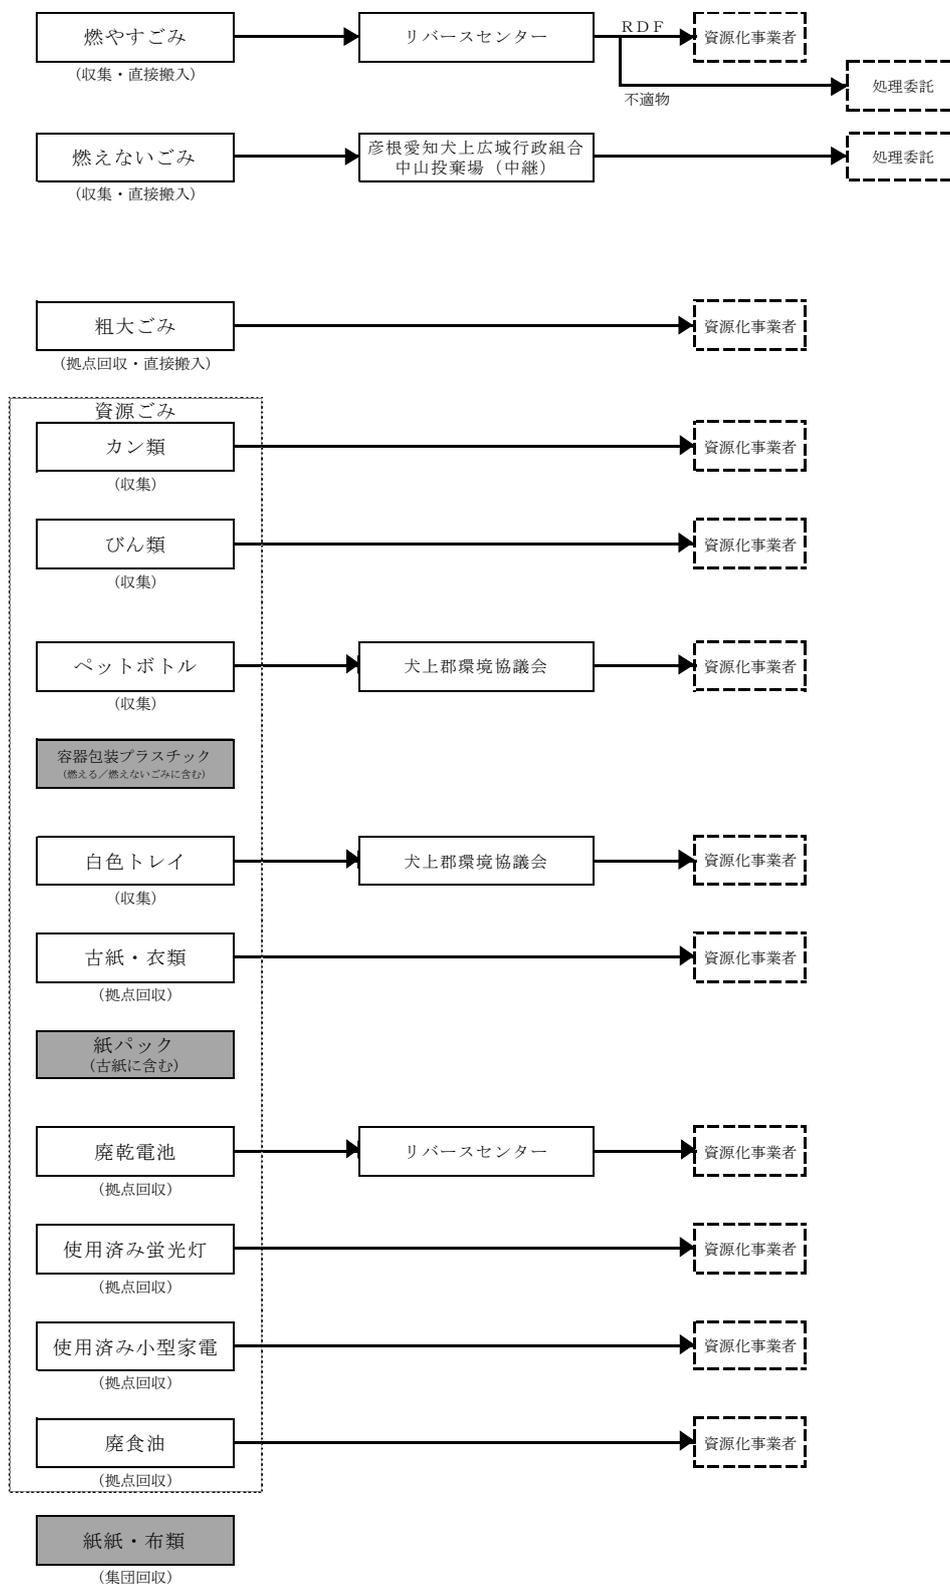 燃やすごみ
リバースセンター
RDF
資源化事業者
(収集・直接搬入)
不適物
処理委託
燃えないごみ
彦根愛知犬上広域行政組合
中山投棄場（中継）
処理委託
(収集・直接搬入)
粗大ごみ
資源化事業者
(拠点回収・直接搬入)
資源ごみ
カン類
資源化事業者
(収集)
びん類
資源化事業者
(収集)
ペットボトル
犬上郡環境協議会
資源化事業者
(収集)
容器包装プラスチック
(燃える／燃えないごみに含む)
白色トレイ
犬上郡環境協議会
資源化事業者
(収集)
古紙・衣類
資源化事業者
(拠点回収)
紙パック
(古紙に含む)
廃乾電池
リバースセンター
資源化事業者
(拠点回収)
使用済み蛍光灯
資源化事業者
(拠点回収)
使用済み小型家電
資源化事業者
(拠点回収)
廃食油
資源化事業者
(拠点回収)
紙紙・布類
(集団回収)